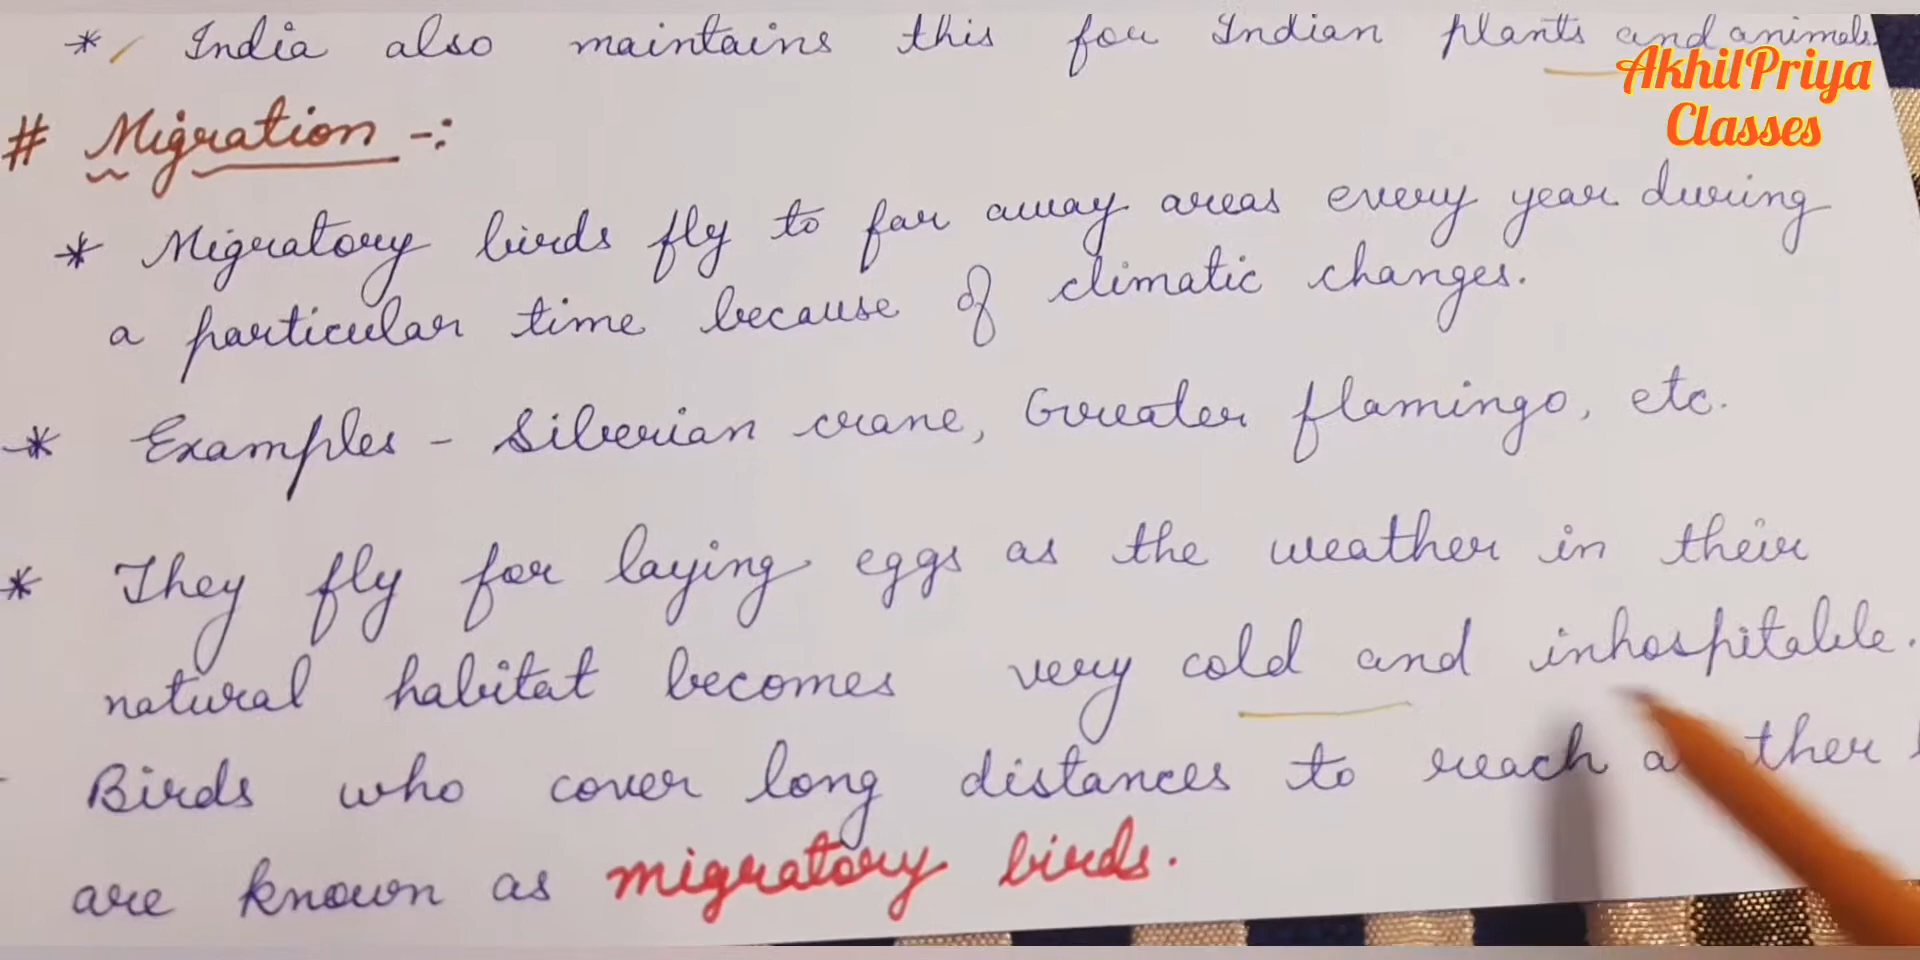 * India also maintains this for Indian plants and animals.
AkhilPriya
Classes
# Migration -:
* Migratory birds fly to far away areas every year during
a particular time because of climatic changes.
* Examples - Siberian crane, Greater flamingo, etc.
* They fly for laying eggs as the weather in their
natural habitat becomes very cold and inhospitable.
Birds who cover long distances to reach
are known as migratory birds.